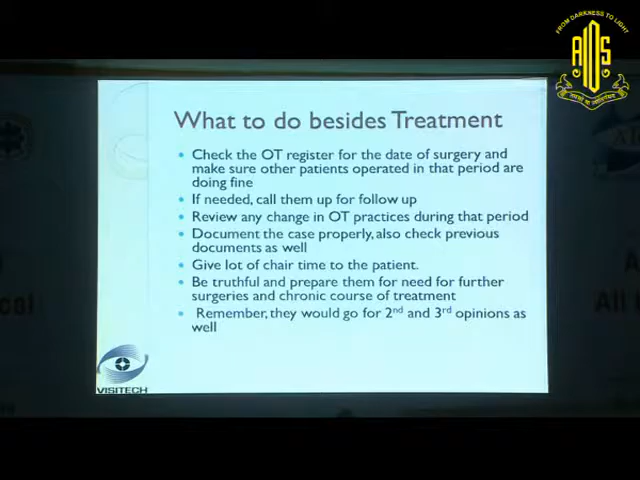 FROM DARKNESS TO LIGHT
AIOS
What to do besides Treatment
• Check the OT register for the date of surgery and
make sure other patients operated in that period are
doing fine
• If needed, call them up for follow up
• Review any change in OT practices during that period
• Document the case properly, also check previous
documents as well
• Give lot of chair time to the patient.
• Be truthful and prepare them for need for further
surgeries and chronic course of treatment
• Remember, they would go for 2nd and 3rd opinions as
well
VISITECH